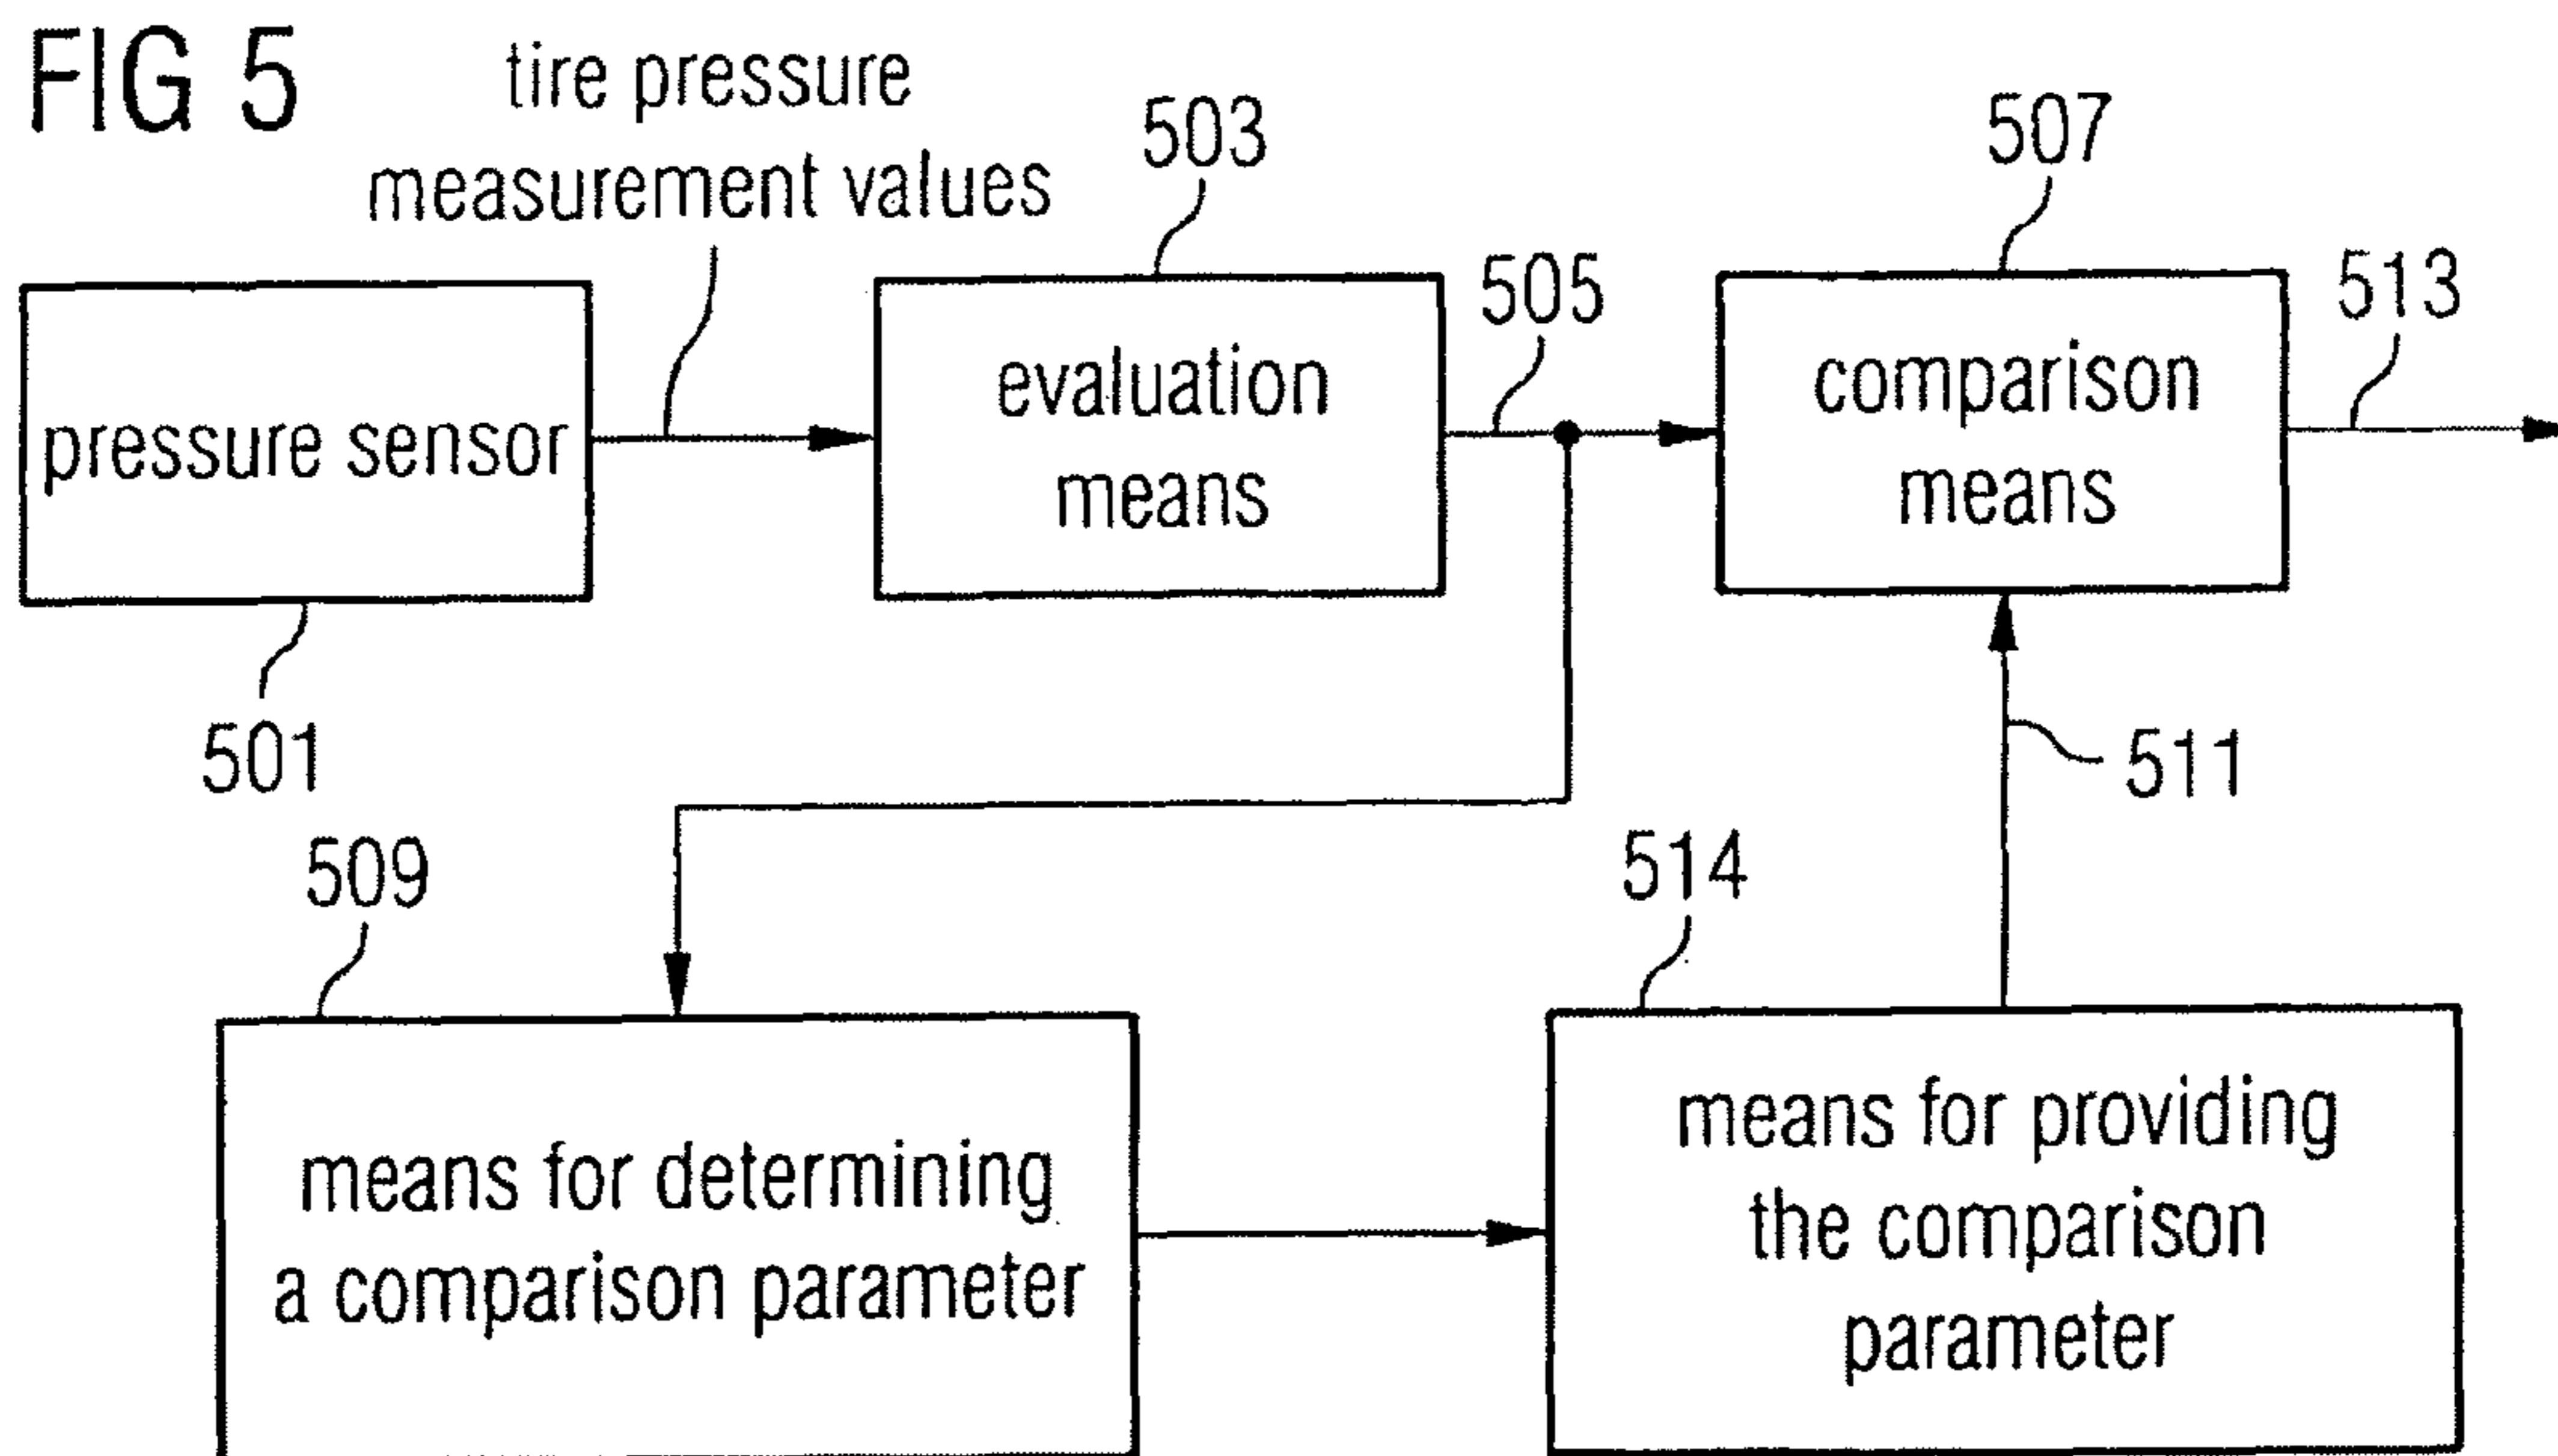 FIG 5
tire pressure
measurement values
503
507
505
513
pressure sensor
evaluation
means
comparison
means
501
511
509
514
means for determining
a comparison parameter
means for providing
the comparison
parameter